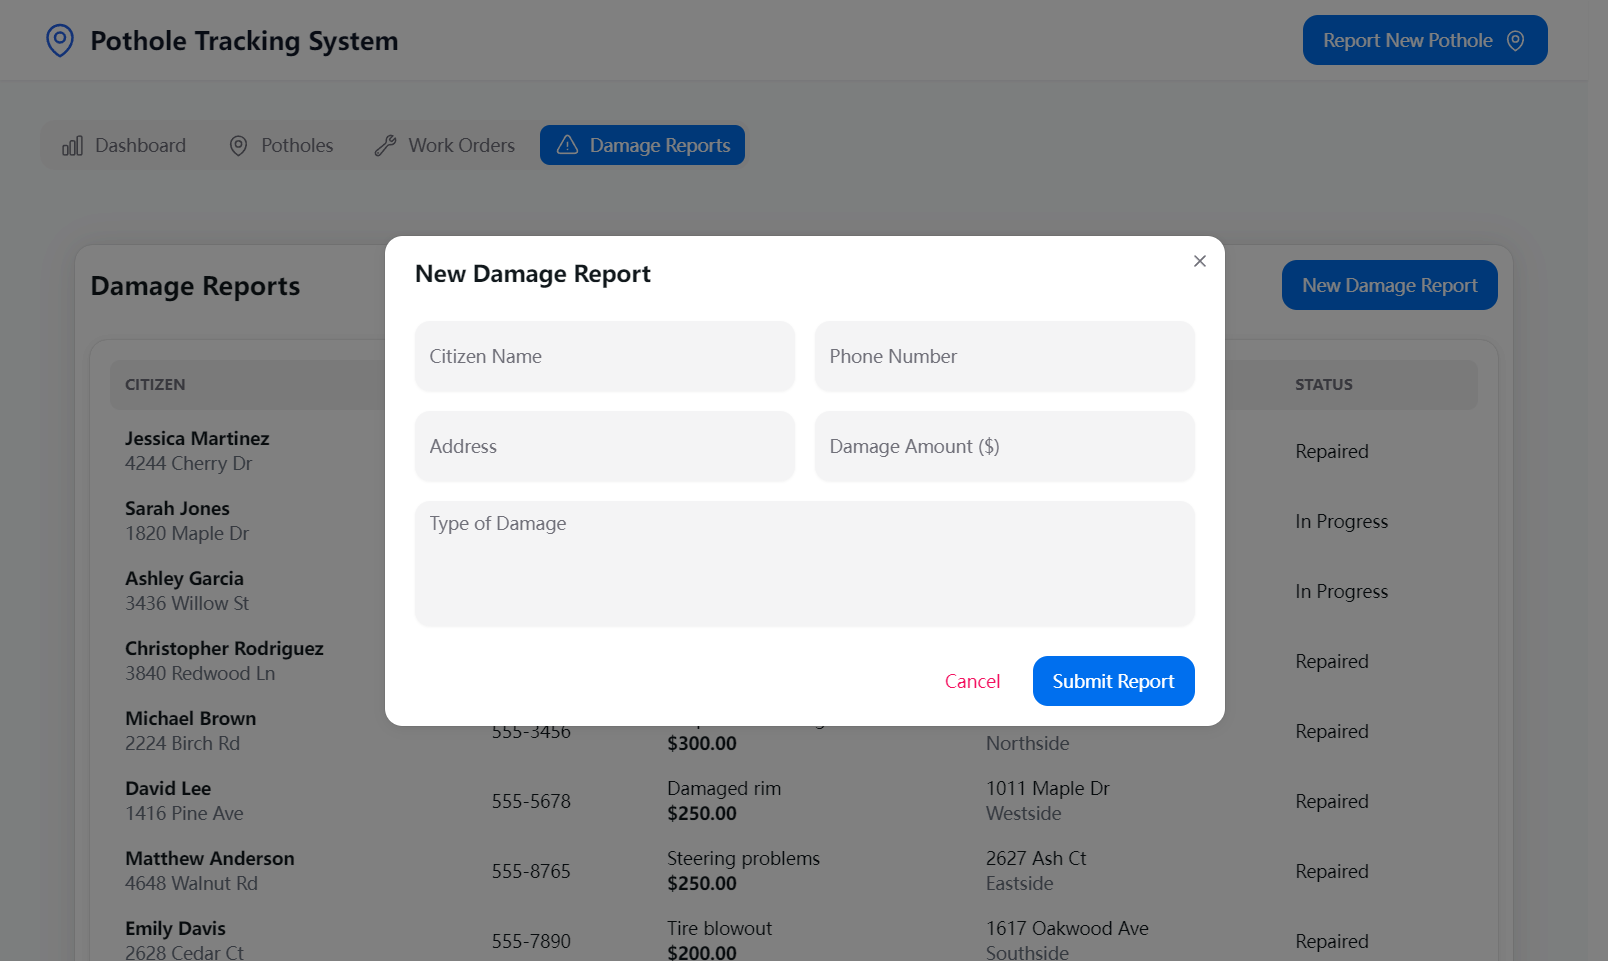 Pothole Tracking System
Report New Pothole
Dashboard
Potholes
Work Orders
Damage Reports
Damage Reports
New Damage Report
New Damage Report
Citizen Name
Phone Number
Address
Damage Amount ($)
Type of Damage
Cancel
Submit Report
CITIZEN
STATUS
Jessica Martinez
4244 Cherry Dr
Repaired
Sarah Jones
1820 Maple Dr
In Progress
Ashley Garcia
3436 Willow St
In Progress
Christopher Rodriguez
3840 Redwood Ln
Repaired
Michael Brown
2224 Birch Rd
555-3456
$300.00
Northside
Repaired
David Lee
1416 Pine Ave
555-5678
Damaged rim
$250.00
1011 Maple Dr
Westside
Repaired
Matthew Anderson
4648 Walnut Rd
555-8765
Steering problems
$250.00
2627 Ash Ct
Eastside
Repaired
Emily Davis
2628 Cedar Ct
555-7890
Tire blowout
$200.00
1617 Oakwood Ave
Southside
Repaired